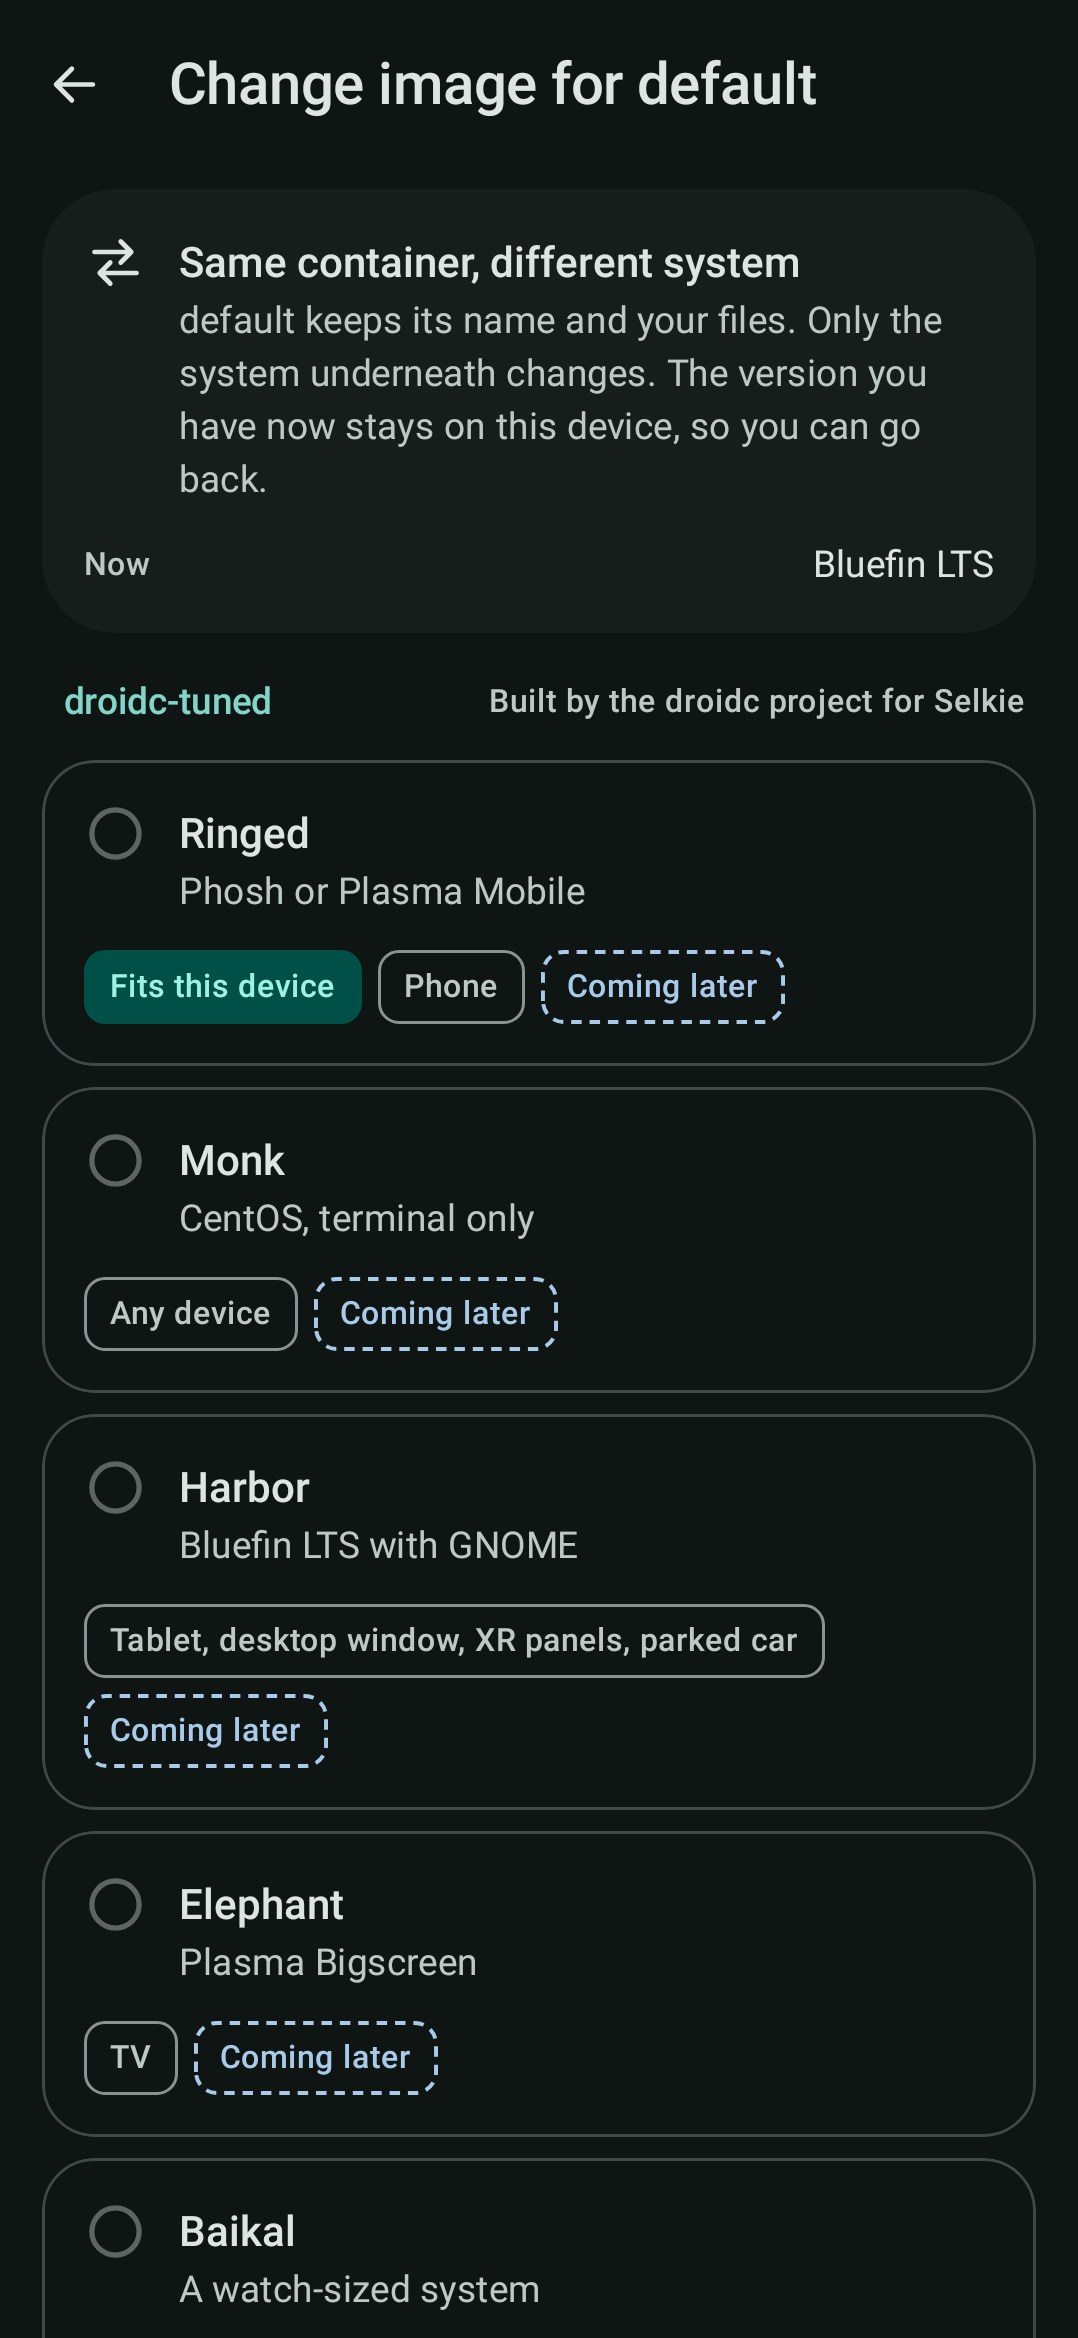 Change image for default
Same container, different system
default keeps its name and your files. Only the
system underneath changes. The version you
have now stays on this device, so you can go
back.
Now
Bluefin LTS
droidc-tuned
Built by the droidc project for Selkie
Ringed
Phosh or Plasma Mobile
Fits this device
Phone
Coming later
Monk
CentOS, terminal only
Any device
Coming later
Harbor
Bluefin LTS with GNOME
Tablet, desktop window, XR panels, parked car
Coming later
Elephant
Plasma Bigscreen
TV
Coming later
Baikal
A watch-sized system